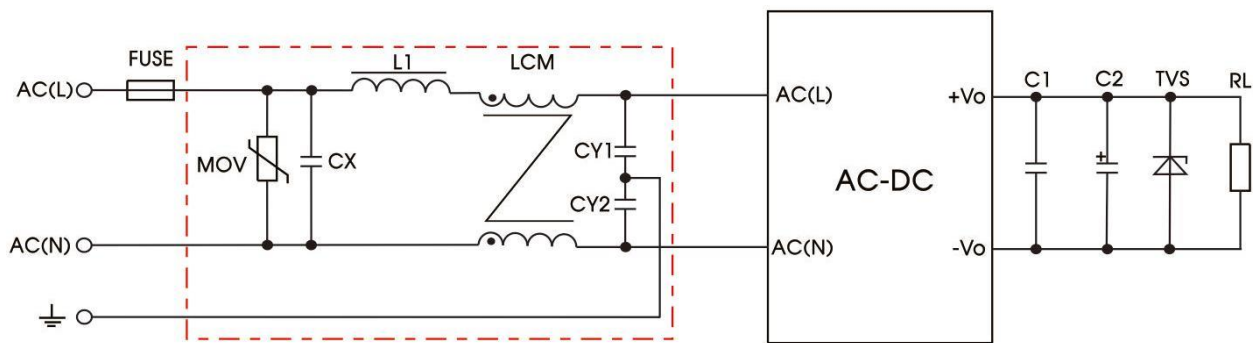 FUSE
L1
LCM
AC(L)
AC(L)
+Vo
C1
C2
TVS
RL
MOV
CX
CY1
CY2
AC-DC
+
AC(N)
AC(N)
-Vo